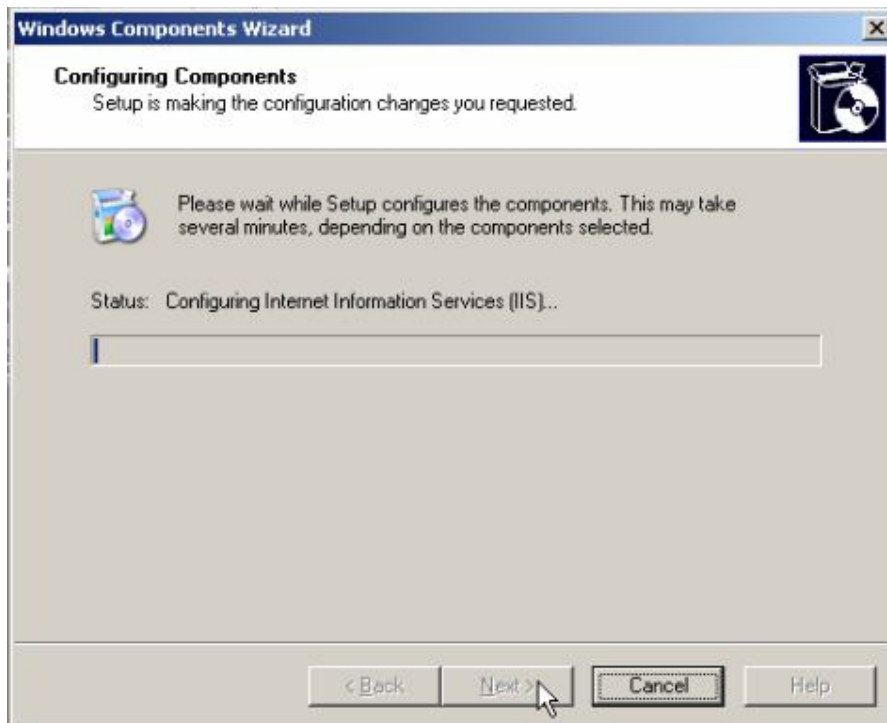 Windows Components Wizard
Configuring Components
Setup is making the configuration changes you requested.
Please wait while Setup configures the components. This may take
several minutes, depending on the components selected.
Status: Configuring Internet Information Services (IIS)...
< Back Next > Cancel Help